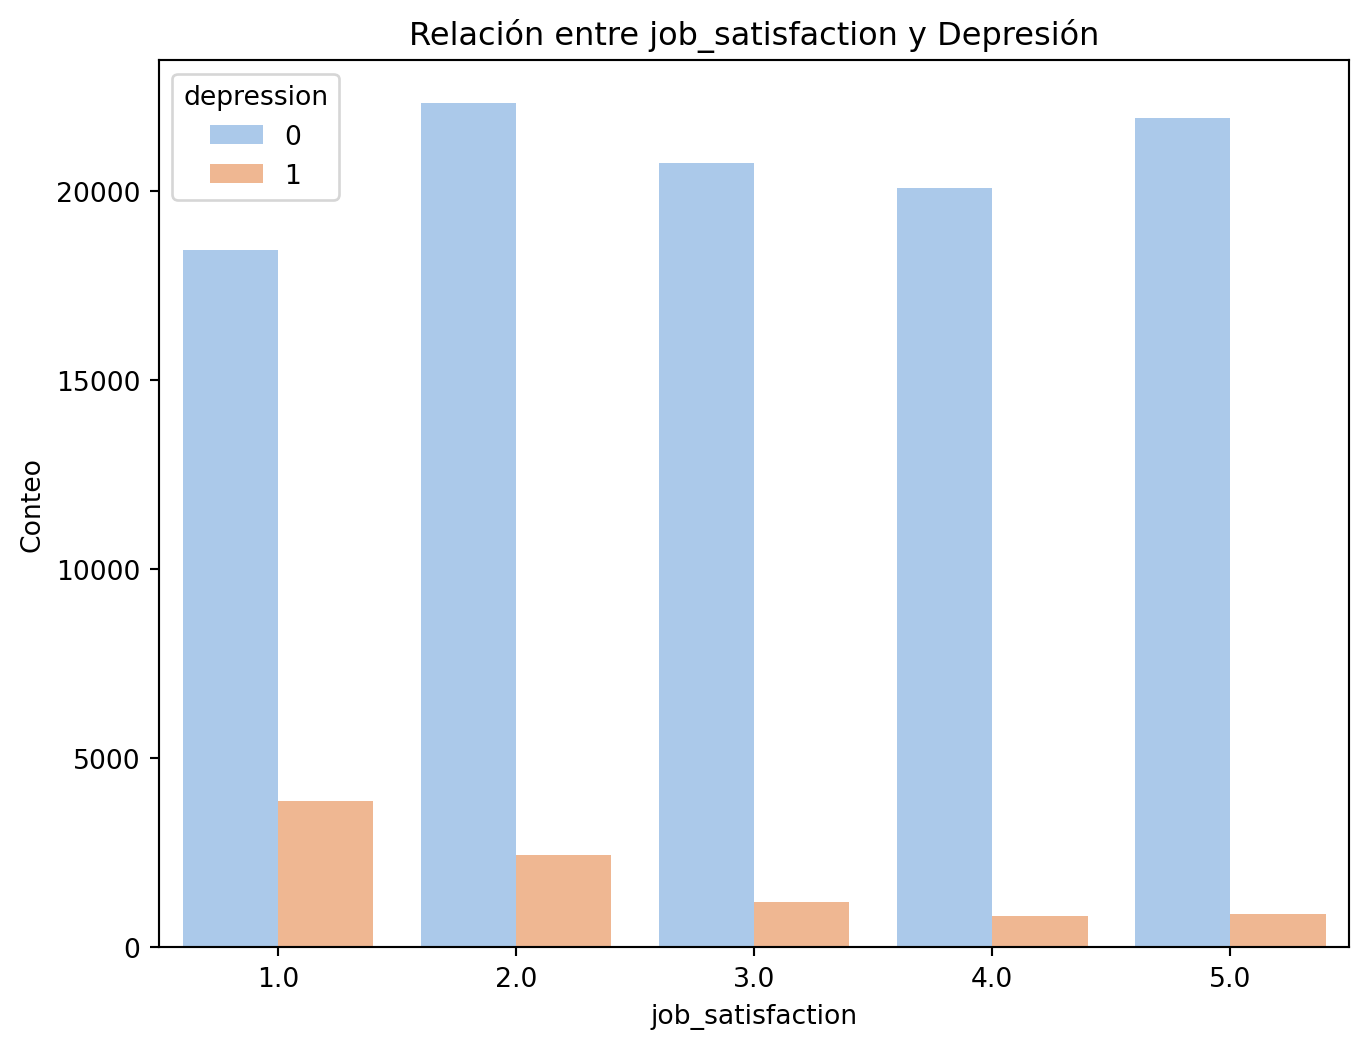 Relación entre job_satisfaction y Depresión
depression
0
1
20000
15000
10000
5000
0
Conteo
1.0 2.0 3.0 4.0 5.0
job_satisfaction